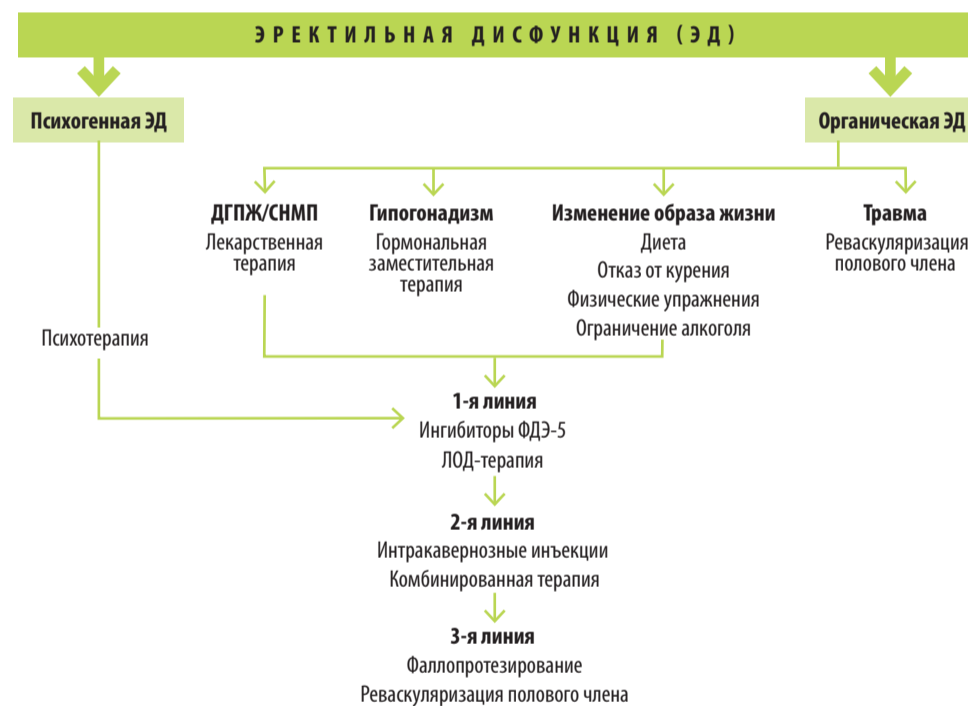 ЭРЕКТИЛЬНАЯ ДИСФУНКЦИЯ (ЭД)
Психогенная ЭД
Органическая ЭД
ДГПЖ/СНМП
Лекарственная
терапия
Гипогонадизм
Гормональная
заместительная
терапия
Изменение образа жизни
Диета
Отказ от курения
Физические упражнения
Ограничение алкоголя
Травма
Реваскуляризация
полового члена
Психотерапия
1-я линия
Ингибиторы ФДЭ-5
ЛОД-терапия
2-я линия
Интракавернозные инъекции
Комбинированная терапия
3-я линия
Фаллопротезирование
Реваскуляризация полового члена